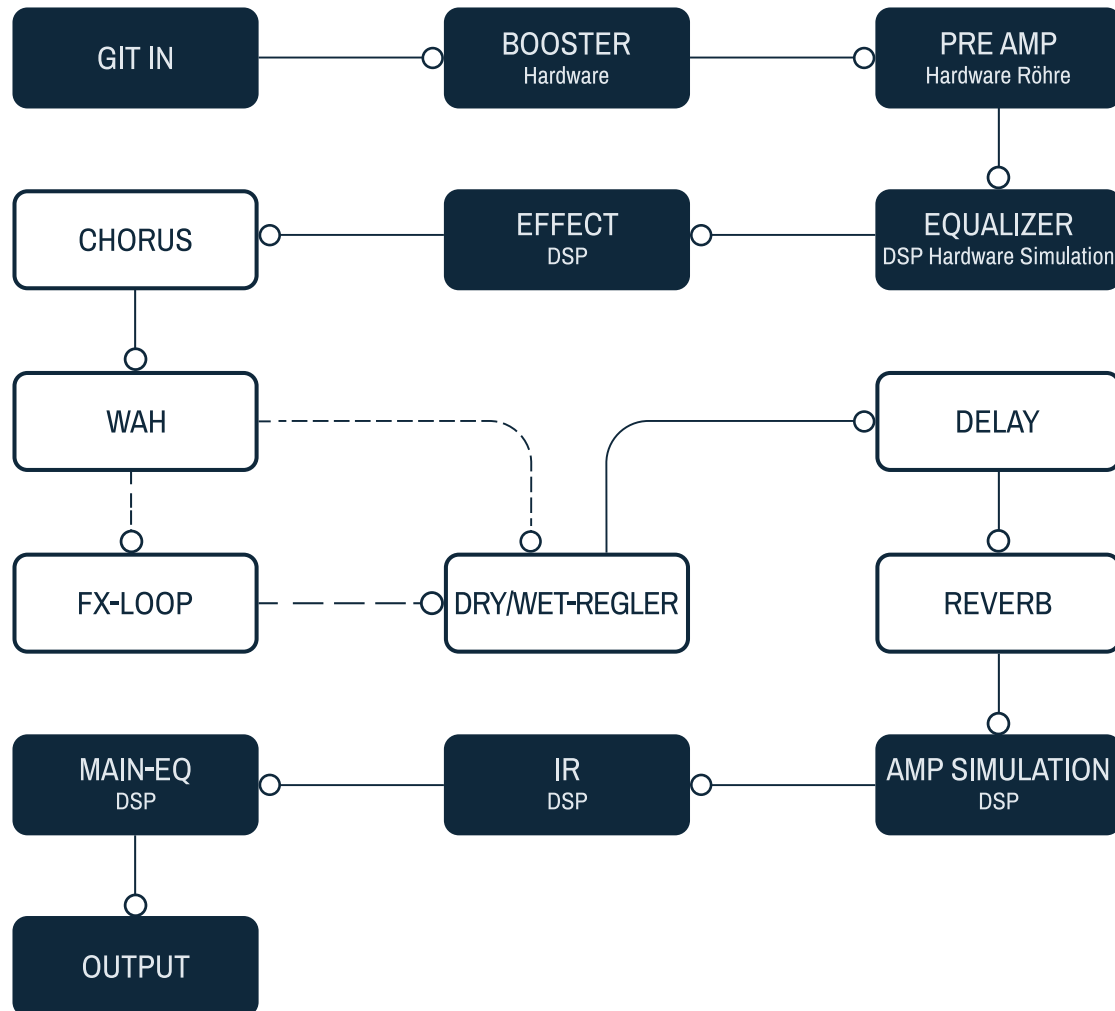 GIT IN
BOOSTER
Hardware
PRE AMP
Hardware Röhre
CHORUS
EFFECT
DSP
EQUALIZER
DSP Hardware Simulation
WAH
DELAY
FX-LOOP
DRY/WET-REGLER
REVERB
MAIN-EQ
DSP
IR
DSP
AMP SIMULATION
DSP
OUTPUT